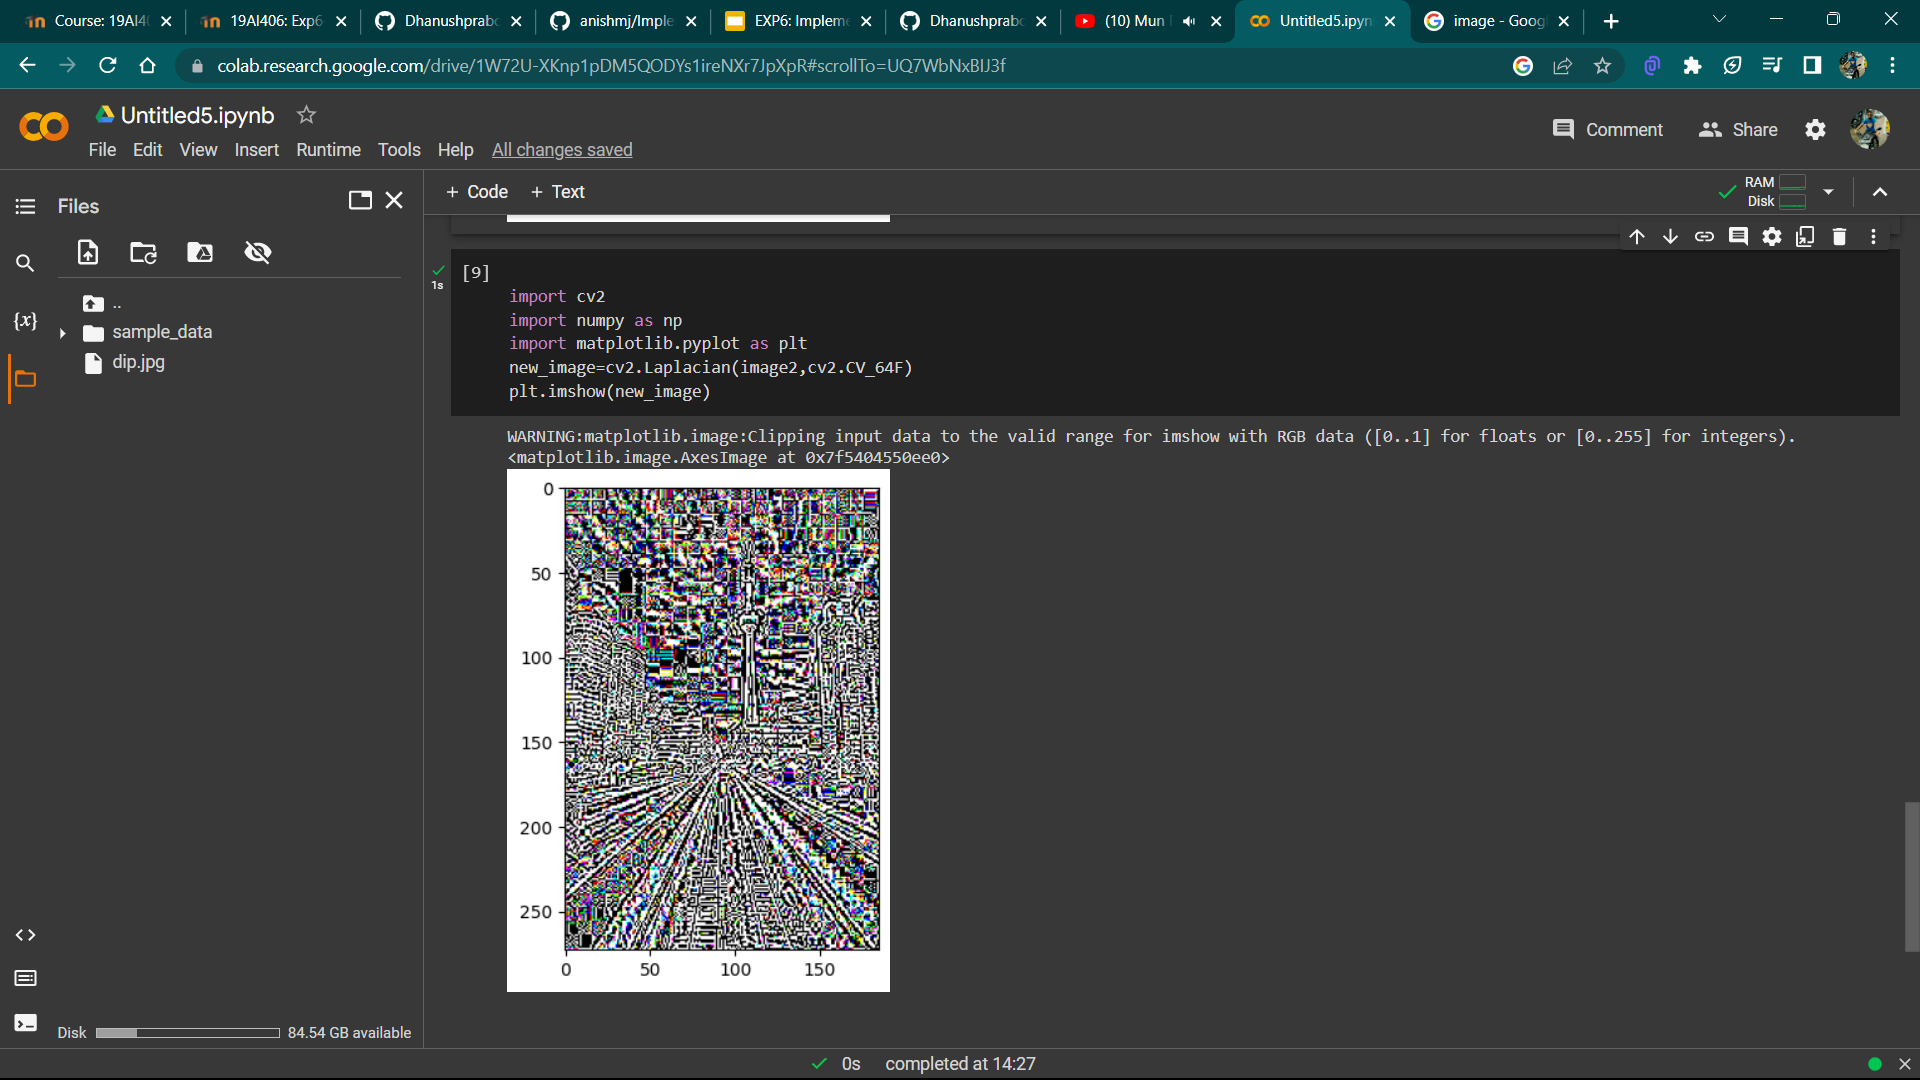 Course: 19AI4
19AI406: Exp6
Dhanushprabo
anishmj/Imple
EXP6: Implem
Dhanushprabo
(10) Mun
Untitled5.ipyn
image - Goog
colab.research.google.com/drive/1W72U-XKnp1pDM5QODYs1ireNXr7JpXpR#scrollTo=UQ7WbNxBIJ3f
Untitled5.ipynb
File Edit View Insert Runtime Tools Help All changes saved
Comment Share
Files
+ Code + Text
RAM
Disk
..
sample_data
dip.jpg
{x}
1s
[9]
import cv2
import numpy as np
import matplotlib.pyplot as plt
new_image=cv2.Laplacian(image2,cv2.CV_64F)
plt.imshow(new_image)
WARNING:matplotlib.image:Clipping input data to the valid range for imshow with RGB data ([0..1] for floats or [0..255] for integers).
<matplotlib.image.AxesImage at 0x7f5404550ee0>
0
50
100
150
200
250
0 50 100 150
Disk 84.54 GB available
0s completed at 14:27